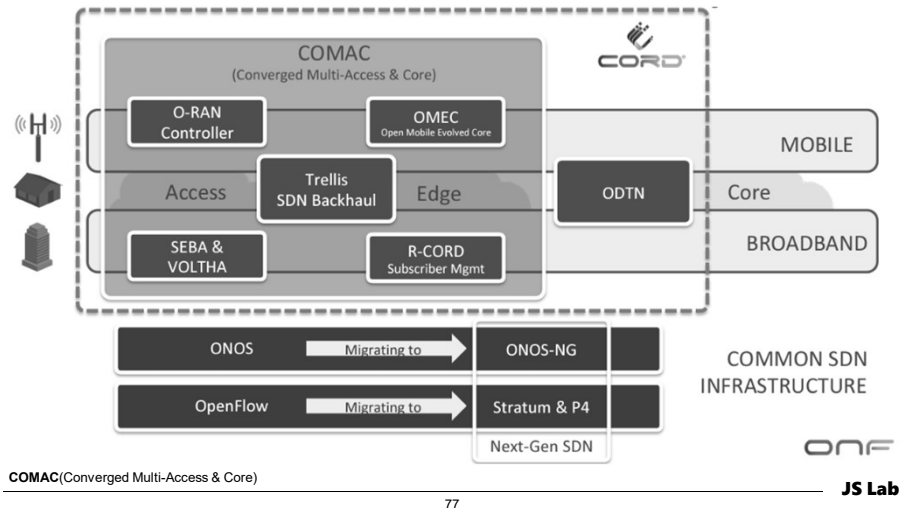 COMAC
(Converged Multi-Access & Core)
CORD
O-RAN
Controller
OMEC
Open Mobile Evolved Core
MOBILE
Access
Trellis
SDN Backhaul
Edge
ODTN
Core
SEBA &
VOLTHA
R-CORD
Subscriber Mgmt
BROADBAND
ONOS
Migrating to
ONOS-NG
OpenFlow
Migrating to
Stratum & P4
COMMON SDN
INFRASTRUCTURE
Next-Gen SDN
ONF
COMAC(Converged Multi-Access & Core)
JS Lab
77